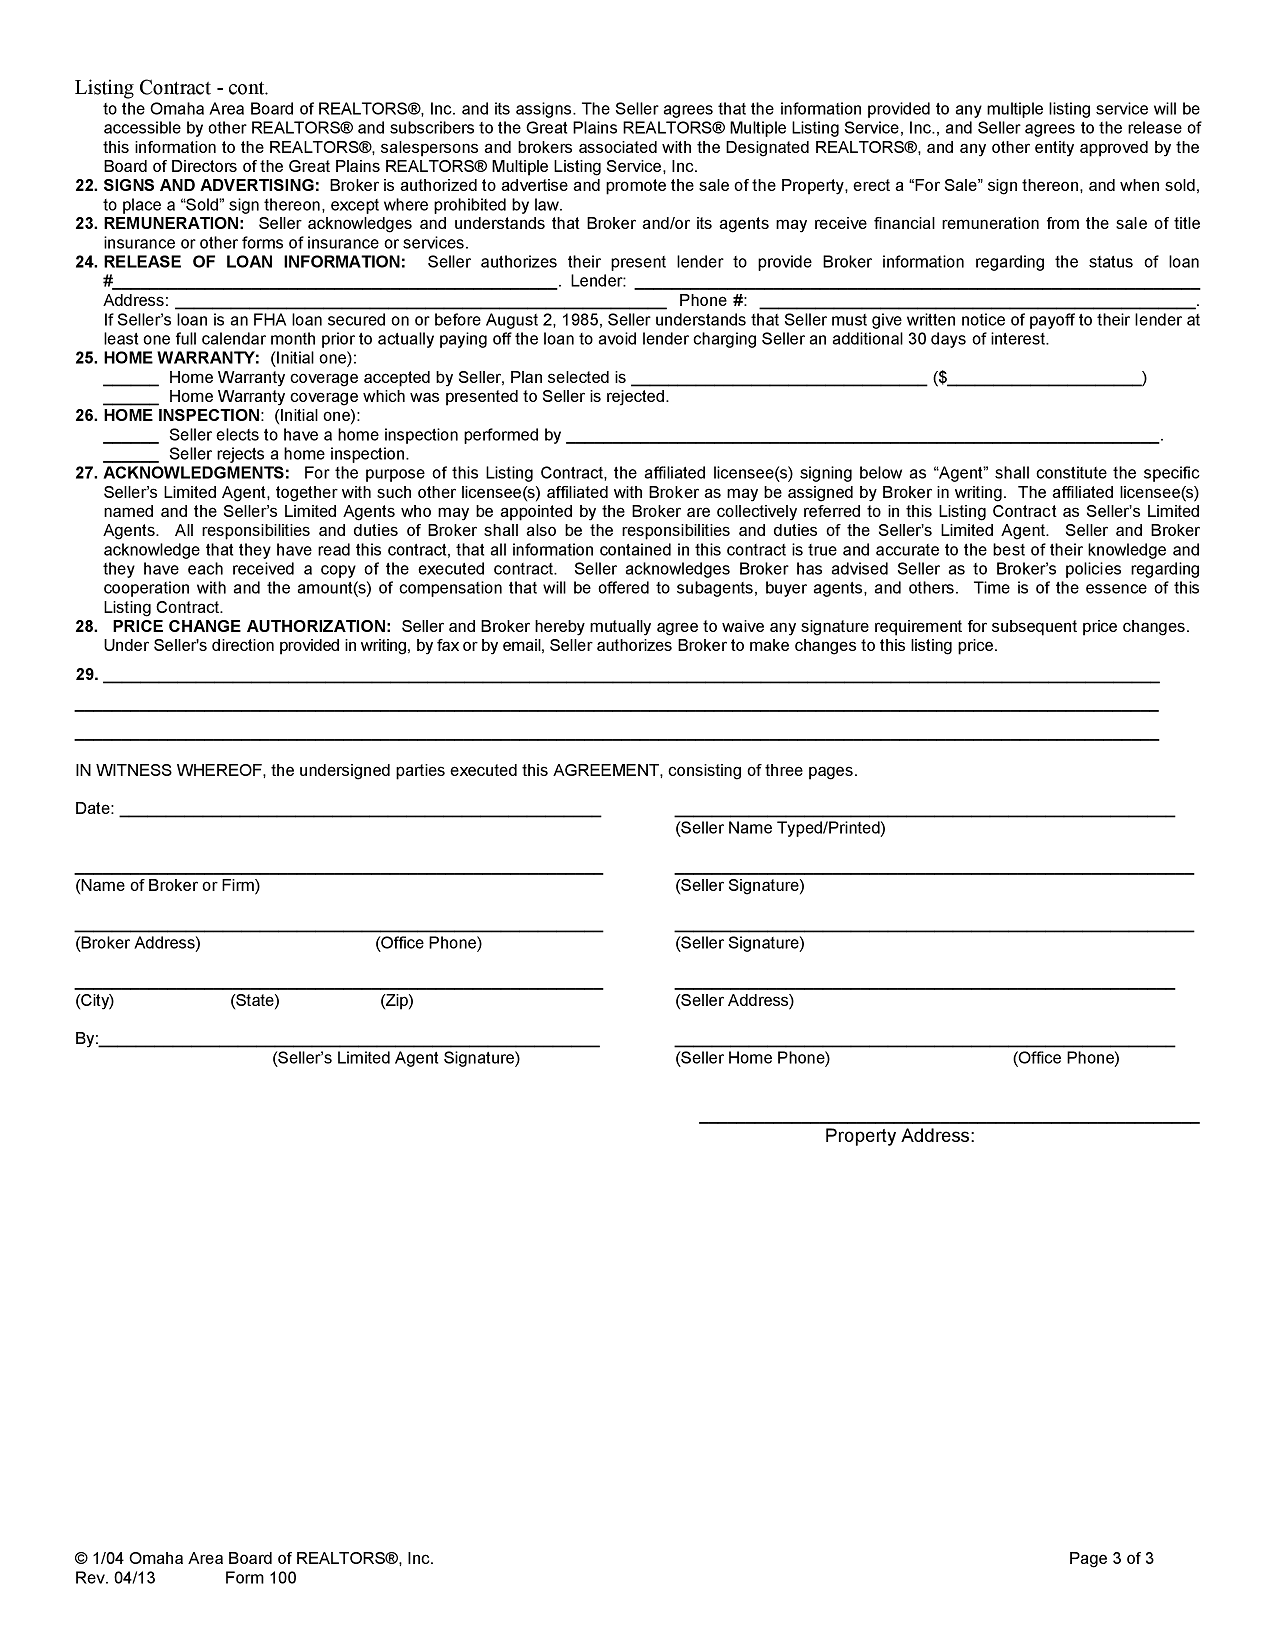 Listing Contract - cont.
to the Omaha Area Board of REALTORS®, Inc. and its assigns. The Seller agrees that the information provided to any multiple listing service will be
accessible by other REALTORS® and subscribers to the Great Plains REALTORS® Multiple Listing Service, Inc., and Seller agrees to the release of
this information to the REALTORS®, salespersons and brokers associated with the Designated REALTORS®, and any other entity approved by the
Board of Directors of the Great Plains REALTORS® Multiple Listing Service, Inc.
22. SIGNS AND ADVERTISING: Broker is authorized to advertise and promote the sale of the Property, erect a “For Sale” sign thereon, and when sold,
to place a “Sold” sign thereon, except where prohibited by law.
23. REMUNERATION: Seller acknowledges and understands that Broker and/or its agents may receive financial remuneration from the sale of title
insurance or other forms of insurance or services.
24. RELEASE OF LOAN INFORMATION: Seller authorizes their present lender to provide Broker information regarding the status of loan
#____________________. Lender: ____________________
Address: ____________________ Phone #: ____________________.
If Seller’s loan is an FHA loan secured on or before August 2, 1985, Seller understands that Seller must give written notice of payoff to their lender at
least one full calendar month prior to actually paying off the loan to avoid lender charging Seller an additional 30 days of interest.
25. HOME WARRANTY: (Initial one):
______ Home Warranty coverage accepted by Seller, Plan selected is ____________________ ($____________________)
______ Home Warranty coverage which was presented to Seller is rejected.
26. HOME INSPECTION: (Initial one):
______ Seller elects to have a home inspection performed by ____________________.
______ Seller rejects a home inspection.
27. ACKNOWLEDGMENTS: For the purpose of this Listing Contract, the affiliated licensee(s) signing below as “Agent” shall constitute the specific
Seller’s Limited Agent, together with such other licensee(s) affiliated with Broker as may be assigned by Broker in writing. The affiliated licensee(s)
named and the Seller’s Limited Agents who may be appointed by the Broker are collectively referred to in this Listing Contract as Seller’s Limited
Agents. All responsibilities and duties of Broker shall also be the responsibilities and duties of the Seller's Limited Agent. Seller and Broker
acknowledge that they have read this contract, that all information contained in this contract is true and accurate to the best of their knowledge and
they have each received a copy of the executed contract. Seller acknowledges Broker has advised Seller as to Broker’s policies regarding
cooperation with and the amount(s) of compensation that will be offered to subagents, buyer agents, and others. Time is of the essence of this
Listing Contract.
28. PRICE CHANGE AUTHORIZATION: Seller and Broker hereby mutually agree to waive any signature requirement for subsequent price changes.
Under Seller's direction provided in writing, by fax or by email, Seller authorizes Broker to make changes to this listing price.
29. ____________________
IN WITNESS WHEREOF, the undersigned parties executed this AGREEMENT, consisting of three pages.
Date: ____________________
(Seller Name Typed/Printed)
(Name of Broker or Firm) (Seller Signature)
(Broker Address) (Office Phone) (Seller Signature)
(City) (State) (Zip) (Seller Address)
By:____________________
(Seller’s Limited Agent Signature) (Seller Home Phone) (Office Phone)
Property Address:
© 1/04 Omaha Area Board of REALTORS®, Inc. Page 3 of 3
Rev. 04/13 Form 100